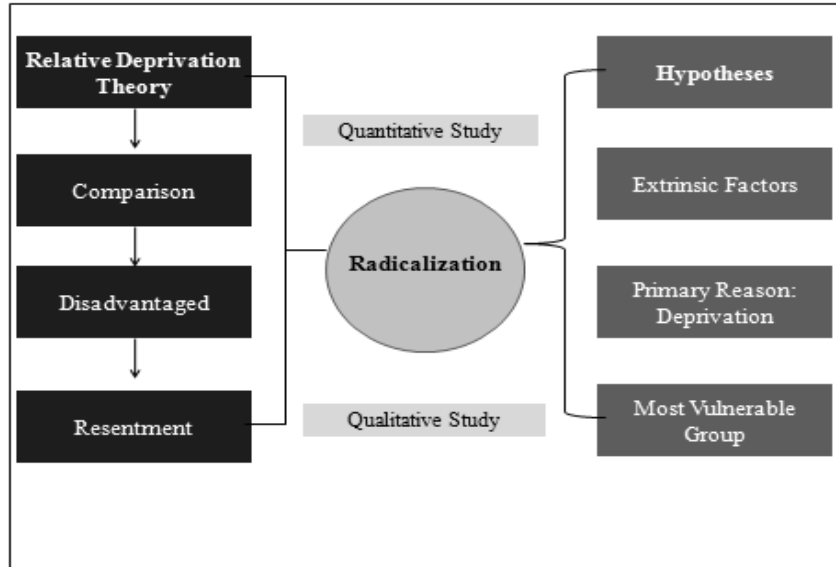 Relative Deprivation
Theory
Comparison
Disadvantaged
Resentment
Quantitative Study
Radicalization
Qualitative Study
Hypotheses
Extrinsic Factors
Primary Reason:
Deprivation
Most Vulnerable
Group